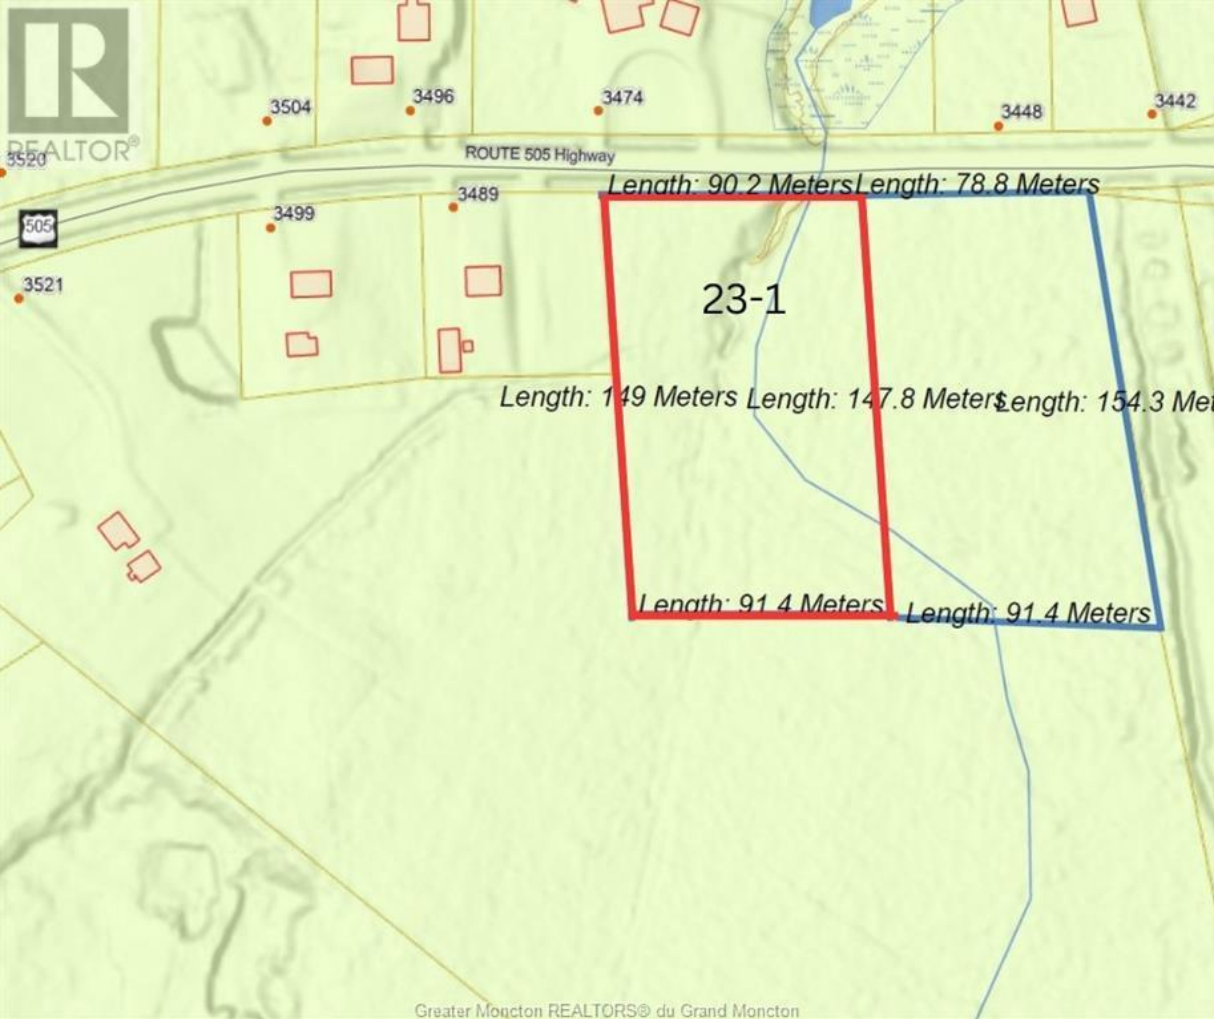 REALTOR®
3504
3496
3474
3448
3442
3520
ROUTE 505 Highway
Length: 90.2 Meters
Length: 78.8 Meters
3489
3499
505
3521
23-1
Length: 149 Meters
Length: 147.8 Meters
Length: 154.3 Met
Length: 91.4 Meters
Length: 91.4 Meters
Greater Moncton REALTORS® du Grand Moncton